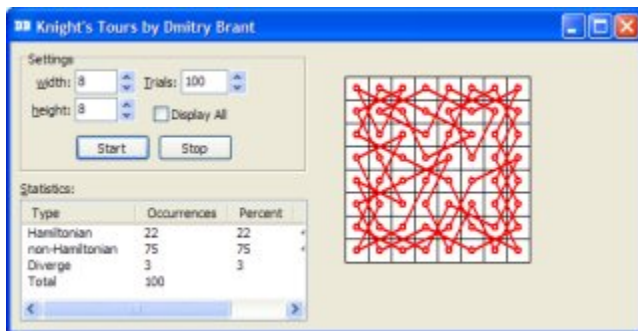 Knight's Tours by Dmitry Brant
Settings
width: 8 Trials: 100
height: 8 Display All
Start Stop
Statistics:
Type Occurrences Percent
Hamiltonian 22 22
non-Hamiltonian 75 75
Diverge 3 3
Total 100